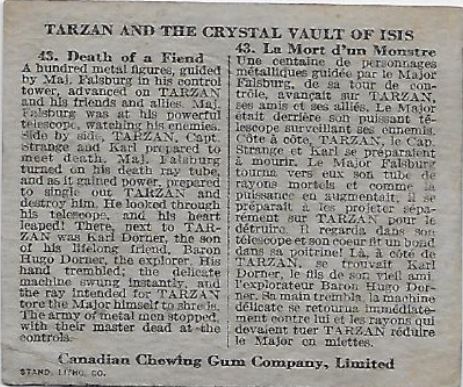 TARZAN AND THE CRYSTAL VAULT OF ISIS
43. Death of a Fiend
A hundred metal figures, guided
by Maj. Falsburg in his control
tower, advanced on TARZAN
and his friends and allies. Maj.
Falsburg was at his powerful
telescope, watching his enemies.
Side by side, TARZAN, Capt.
Strange and Karl prepared to
meet death. Maj. Falsburg
turned on his death ray tube,
and as it gained power, prepared
to single out TARZAN and
destroy him. He looked through
his telescope, and his heart
leaped! There, next to TAR-
ZAN was Karl Dorner, the son
of his lifelong friend, Baron
Hugo Dorner, the explorer. His
hand trembled; the delicate
machine swung instantly, and
the ray intended for TARZAN
tore the Major himself to shreds.
The army of metal men stopped,
with their master dead at the
controls.
43. La Mort d'un Monstre
Une centaine de personnages
métalliques guidée par le Major
Falsburg, de sa tour de con-
trôle, avançait sur TARZAN,
ses amis et ses alliés. Le Major
était derrière son puissant té-
lescope surveillant ses ennemis.
Côte à côte, TARZAN, le Cap.
Strange et Karl se préparaient
à mourir. Le Major Falsburg
tourna vers eux son tube de
rayons mortels et comme la
puissance en augmentait, il se
préparait à les projeter sépa-
rément sur TARZAN pour le
détruire. Il regarda dans son
télescope et son coeur fit un bond
dans sa poitrine! Là, à côté de
TARZAN, se trouvait Karl
Dorner, le fils de son vieil ami
l'explorateur Baron Hugo Dor-
ner. Sa main trembla, la machine
délicate se retourna immédiate-
ment contre lui et les rayons qui
devaient tuer TARZAN réduire
le Major en miettes.
Canadian Chewing Gum Company, Limited
STAND. LITHO. CO.